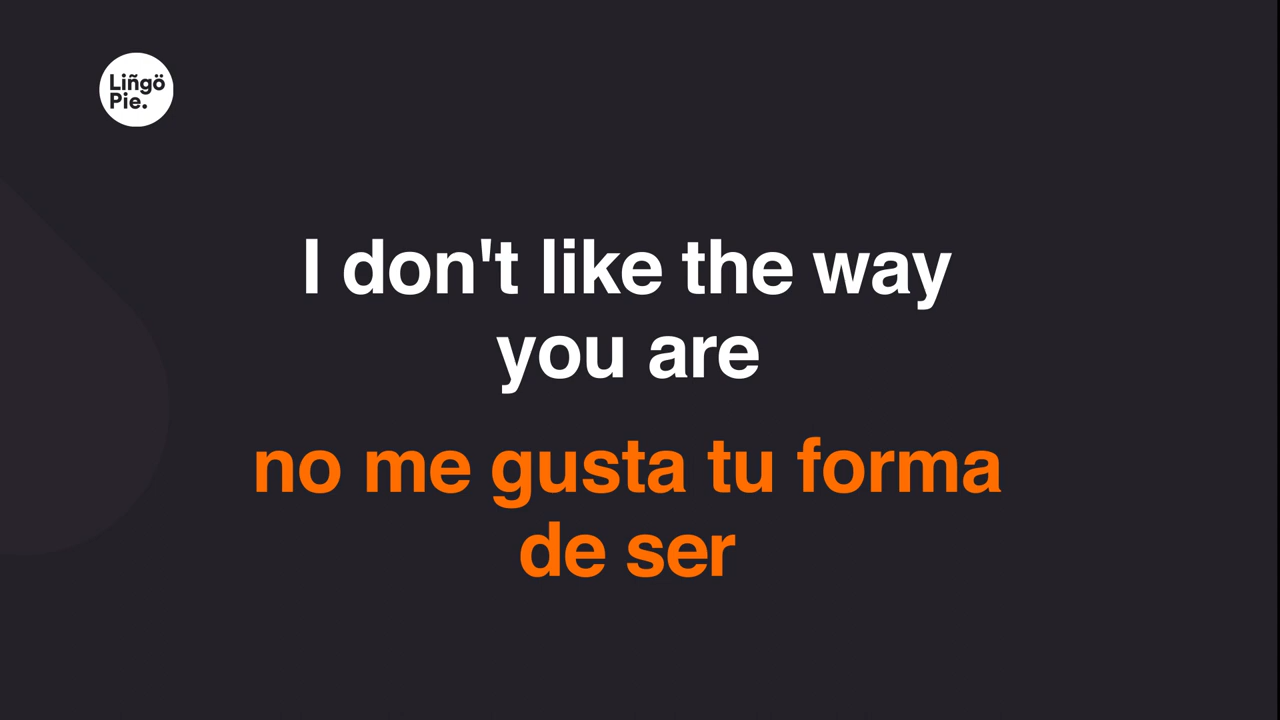 Liñgö
Pie.
I don't like the way
you are
no me gusta tu forma
de ser